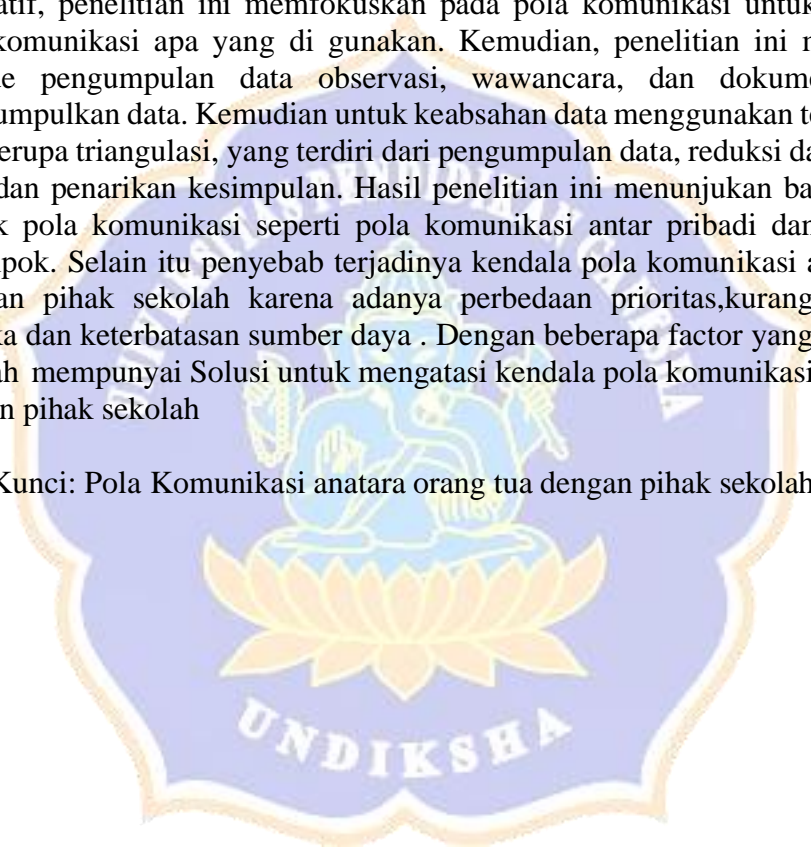 atif, penelitian ini memfokuskan pada pola komunikasi untuk
komunikasi apa yang di gunakan. Kemudian, penelitian ini
pengumpulan data observasi, wawancara, dan dokume
umpulkan data. Kemudian untuk keabsahan data menggunakan te
erupa triangulasi, yang terdiri dari pengumpulan data, reduksi da
dan penarikan kesimpulan. Hasil penelitian ini menunjukan ba
k pola komunikasi seperti pola komunikasi antar pribadi dan
pok. Selain itu penyebab terjadinya kendala pola komunikasi a
an pihak sekolah karena adanya perbedaan prioritas,kurang
ka dan keterbatasan sumber daya . Dengan beberapa factor yang
ah mempunyai Solusi untuk mengatasi kendala pola komunikasi
n pihak sekolah
Kunci: Pola Komunikasi anatara orang tua dengan pihak sekolah
UNIVERSITAS PENDIDIKAN GANESHA
UNDIKSHA